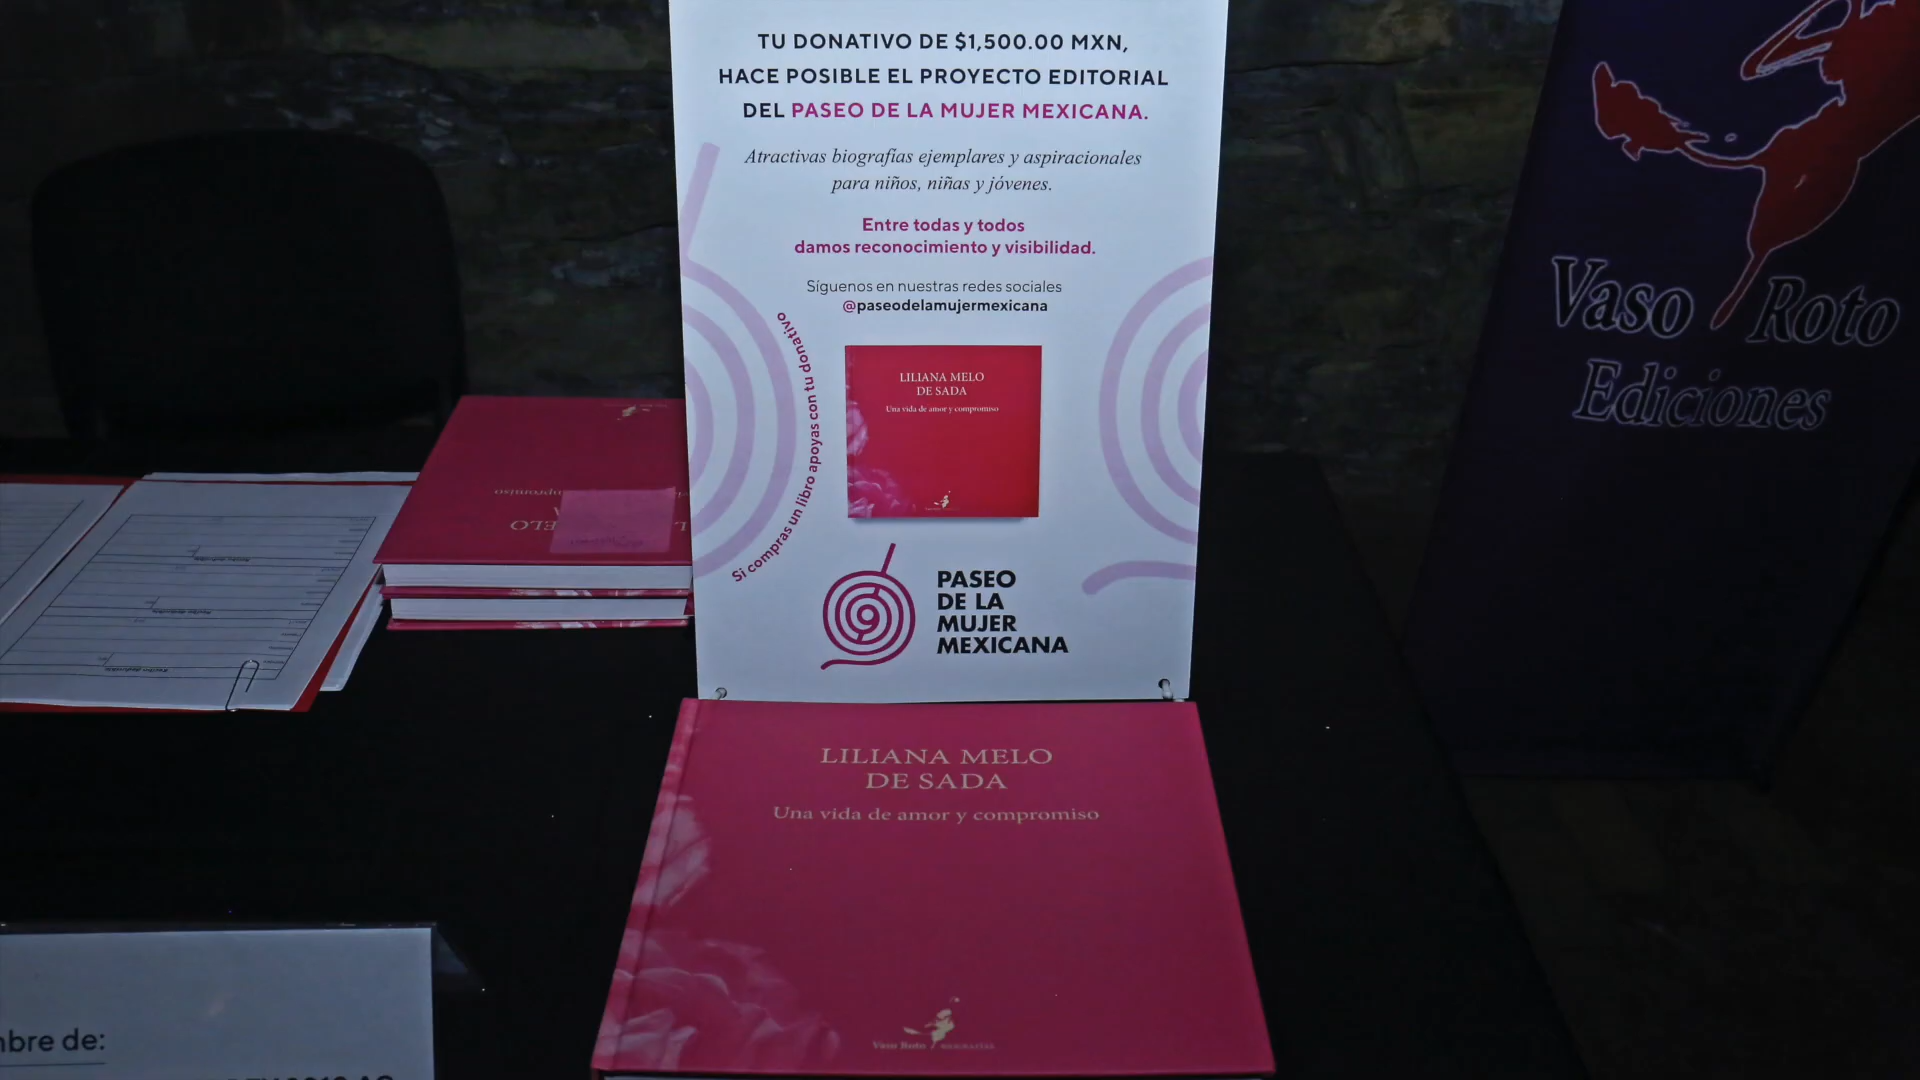 TU DONATIVO DE $1,500.00 MXN,
HACE POSIBLE EL PROYECTO EDITORIAL
DEL PASEO DE LA MUJER MEXICANA.
Atractivas biografías ejemplares y aspiracionales
para niños, niñas y jóvenes.
Entre todas y todos
damos reconocimiento y visibilidad.
Síguenos en nuestras redes sociales
@paseodelamujermexicana
Si compras un libro apoyas con tu donativo
LILIANA MELO
DE SADA
Una vida de amor y compromiso
PASEO
DE LA
MUJER
MEXICANA
LILIANA MELO
DE SADA
Una vida de amor y compromiso
Vaso Roto BIOGRAFÍAS
Vaso Roto
Ediciones
MELO
de: